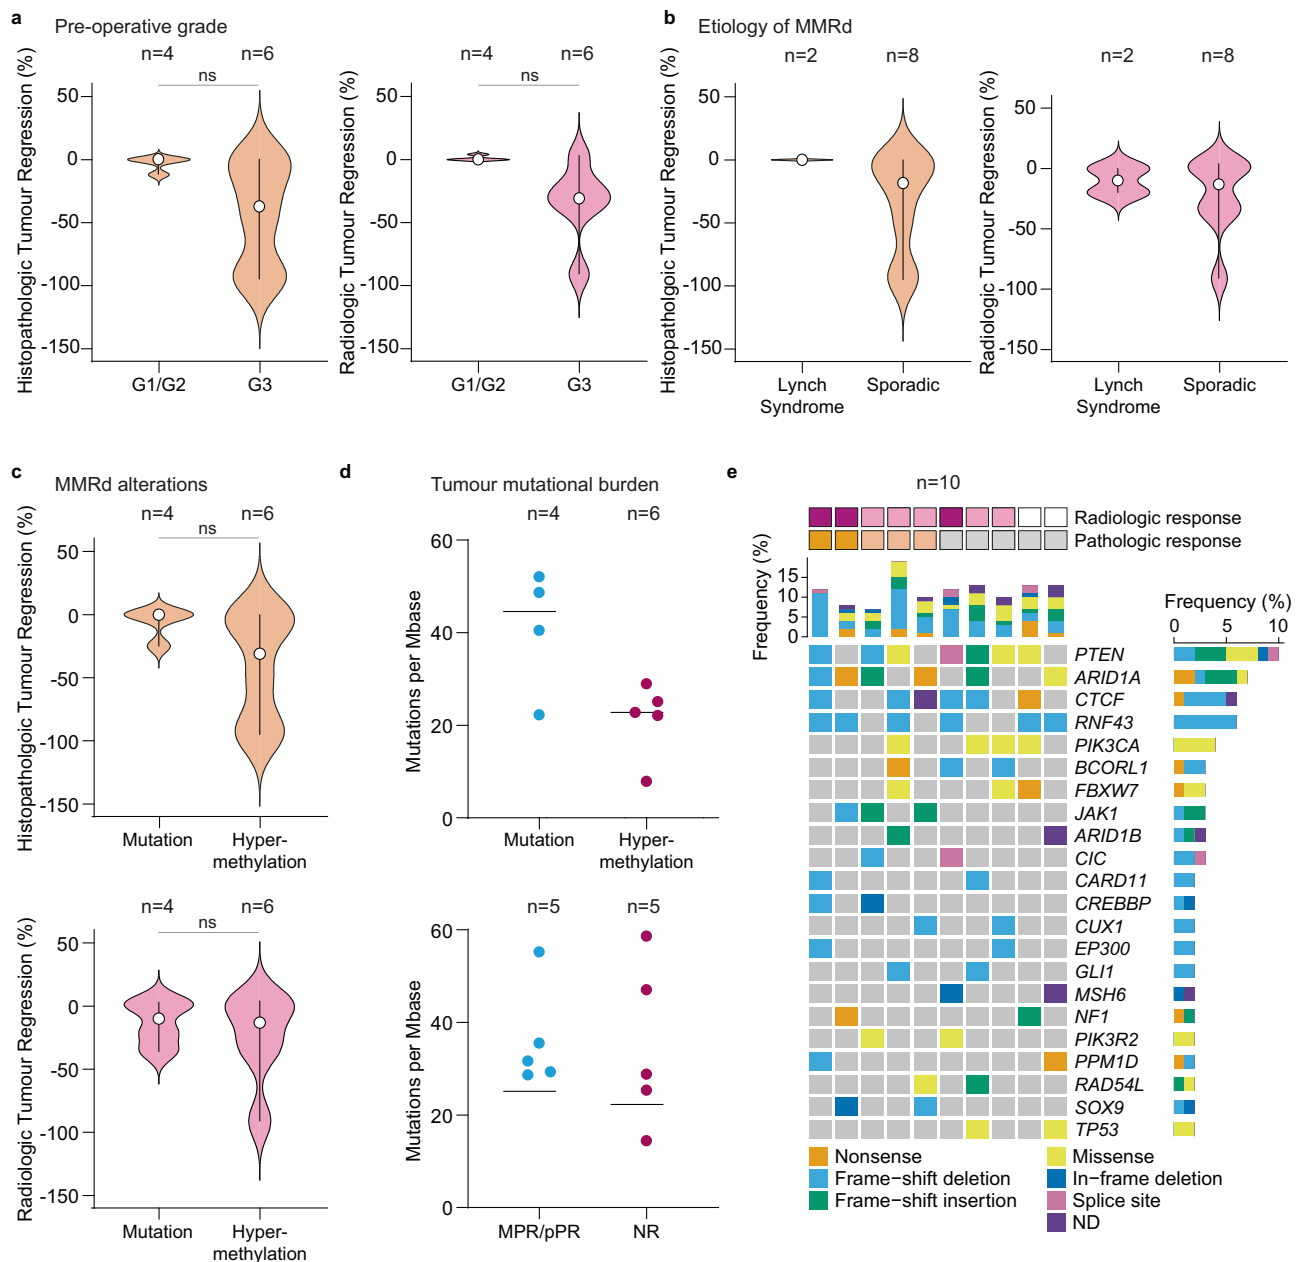 a
Pre-operative grade
n=4
n=6
ns
Histopatholgoic Tumour Regression (%)
50
0
-50
-100
-150
G1/G2
G3
n=4
n=6
ns
Radiologic Tumour Regression (%)
50
0
-50
-100
-150
G1/G2
G3
b
Etiology of MMRd
n=2
n=8
Histopatholgoic Tumour Regression (%)
50
0
-50
-100
-150
Lynch
Syndrome
Sporadic
n=2
n=8
Radiologic Tumour Regression (%)
50
0
-50
-100
-150
Lynch
Syndrome
Sporadic
c
MMRd alterations
n=4
n=6
ns
Histopatholgoic Tumour Regression (%)
50
0
-50
-100
-150
Mutation
Hyper-
methylation
n=4
n=6
ns
Radiologic Tumour Regression (%)
50
0
-50
-100
-150
Mutation
Hyper-
methylation
d
Tumour mutational burden
n=4
n=6
Mutations per Mbase
60
40
20
0
Mutation
Hyper-
methylation
n=5
n=5
Mutations per Mbase
60
40
20
0
MPR/pPR
NR
e
n=10
Radiologic response
Pathologic response
Frequency (%)
15
10
5
0
Frequency (%)
0 5 10
PTEN
ARID1A
CTCF
RNF43
PIK3CA
BCORL1
FBXW7
JAK1
ARID1B
CIC
CARD11
CREBBP
CUX1
EP300
GLI1
MSH6
NF1
PIK3R2
PPM1D
RAD54L
SOX9
TP53
Nonsense
Frame−shift deletion
Frame−shift insertion
Missense
In−frame deletion
Splice site
ND